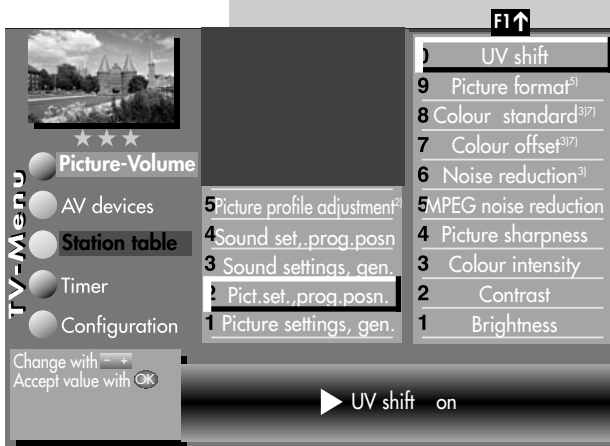 F1↑
TV-Menu
Picture-Volume
AV devices
Station table
Timer
Configuration
5 Picture profile adjustment2)
4 Sound set,.prog.posn
3 Sound settings, gen.
2 Pict.set.,prog.posn.
1 Picture settings, gen.
0 UV shift
9 Picture format5)
8 Colour standard3)7)
7 Colour offset3)7)
6 Noise reduction3)
5 MPEG noise reduction
4 Picture sharpness
3 Colour intensity
2 Contrast
1 Brightness
Change with - +
Accept value with OK
UV shift on